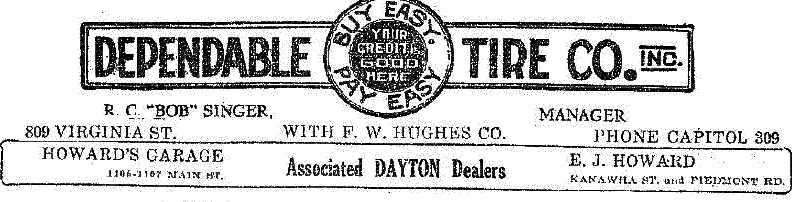 BUY EASY.
YOUR
CREDIT IS
GOOD
HERE
PAY EASY
DEPENDABLE TIRE CO. INC.
R. C. "BOB" SINGER, MANAGER
809 VIRGINIA ST. WITH F. W. HUGHES CO. PHONE CAPITOL 309
HOWARD'S GARAGE Associated DAYTON Dealers E. J. HOWARD
1105-1107 MAIN ST. KANAWHA ST. and PIEDMONT RD.